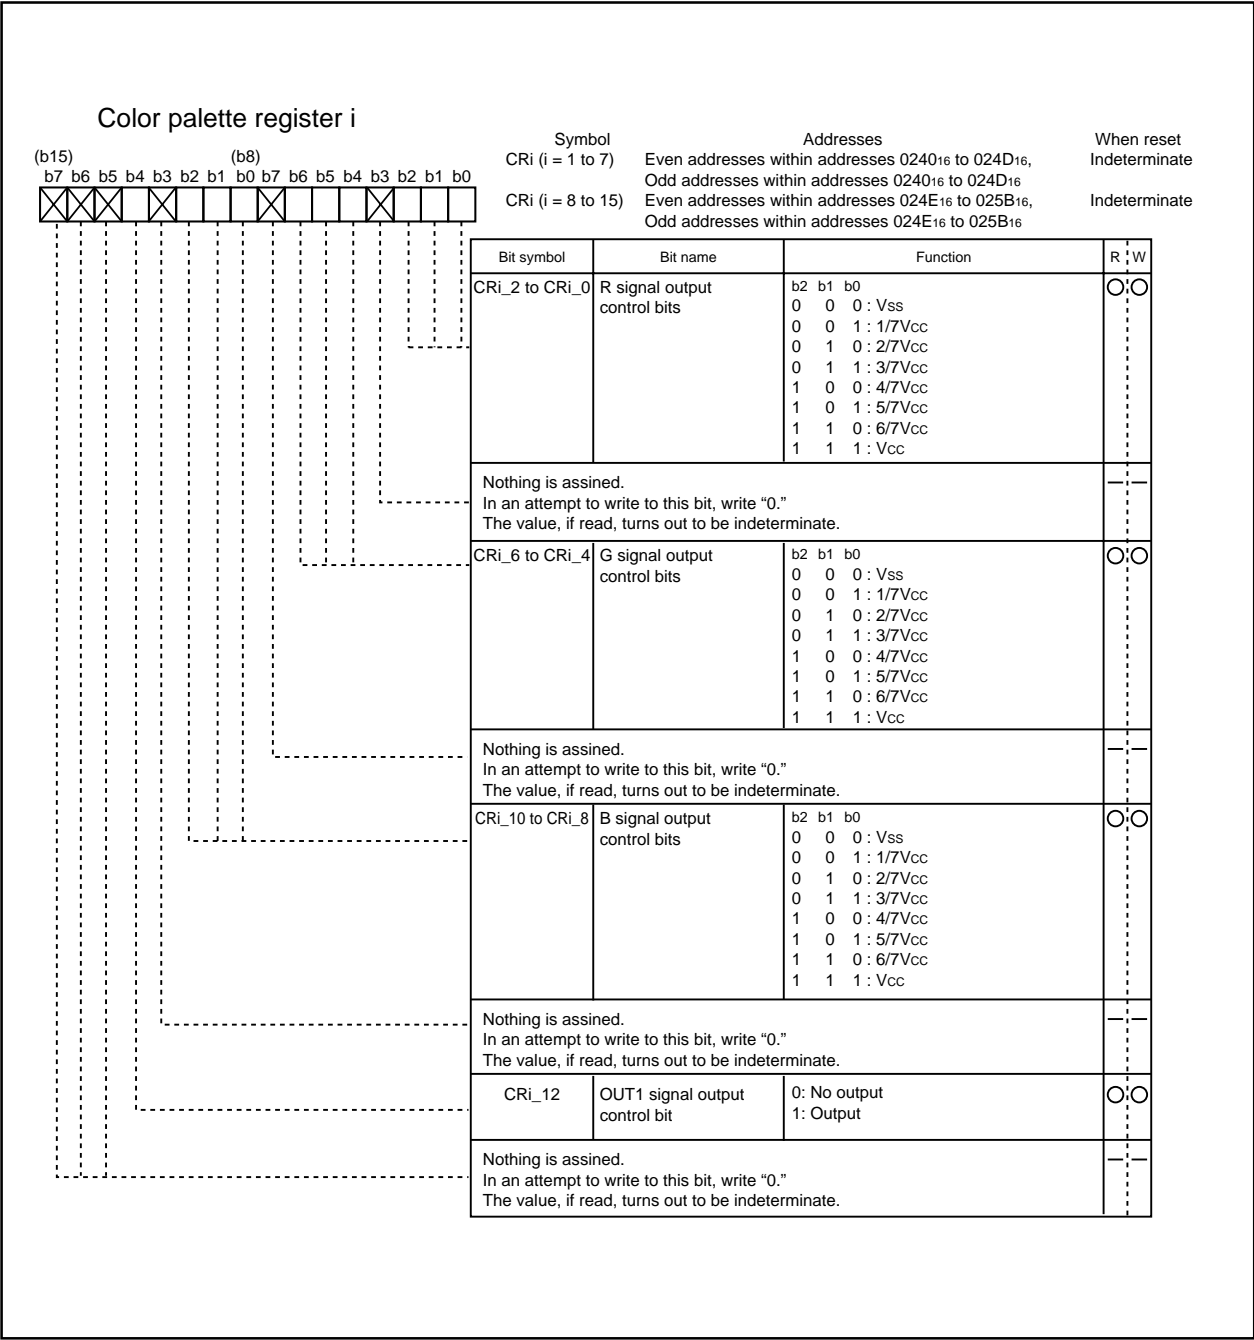 Color palette register i
Symbol Addresses When reset
CRi (i = 1 to 7) Even addresses within addresses 024016 to 024D16, Indeterminate
Odd addresses within addresses 024016 to 024D16
CRi (i = 8 to 15) Even addresses within addresses 024E16 to 025B16, Indeterminate
Odd addresses within addresses 024E16 to 025B16
(b15) (b8)
b7 b6 b5 b4 b3 b2 b1 b0 b7 b6 b5 b4 b3 b2 b1 b0
Bit symbol Bit name Function R W
CRi_2 to CRi_0 R signal output b2 b1 b0
control bits 0 0 0 : VSS
0 0 1 : 1/7VCC
0 1 0 : 2/7VCC
0 1 1 : 3/7VCC
1 0 0 : 4/7VCC
1 0 1 : 5/7VCC
1 1 0 : 6/7VCC
1 1 1 : VCC
Nothing is assined.
In an attempt to write to this bit, write “0.”
The value, if read, turns out to be indeterminate.
CRi_6 to CRi_4 G signal output b2 b1 b0
control bits 0 0 0 : VSS
0 0 1 : 1/7VCC
0 1 0 : 2/7VCC
0 1 1 : 3/7VCC
1 0 0 : 4/7VCC
1 0 1 : 5/7VCC
1 1 0 : 6/7VCC
1 1 1 : VCC
Nothing is assined.
In an attempt to write to this bit, write “0.”
The value, if read, turns out to be indeterminate.
CRi_10 to CRi_8 B signal output b2 b1 b0
control bits 0 0 0 : VSS
0 0 1 : 1/7VCC
0 1 0 : 2/7VCC
0 1 1 : 3/7VCC
1 0 0 : 4/7VCC
1 0 1 : 5/7VCC
1 1 0 : 6/7VCC
1 1 1 : VCC
Nothing is assined.
In an attempt to write to this bit, write “0.”
The value, if read, turns out to be indeterminate.
CRi_12 OUT1 signal output 0: No output
control bit 1: Output
Nothing is assined.
In an attempt to write to this bit, write “0.”
The value, if read, turns out to be indeterminate.